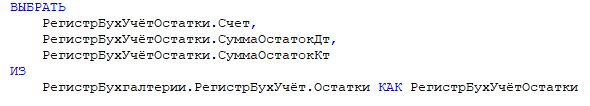 ВЫБРАТЬ
РегистрБухУчётОстатки.Счет,
РегистрБухУчётОстатки.СуммаОстатокДт,
РегистрБухУчётОстатки.СуммаОстатокКт
ИЗ
РегистрБухгалтерии.РегистрБухУчёт.Остатки КАК РегистрБухУчётОстатки